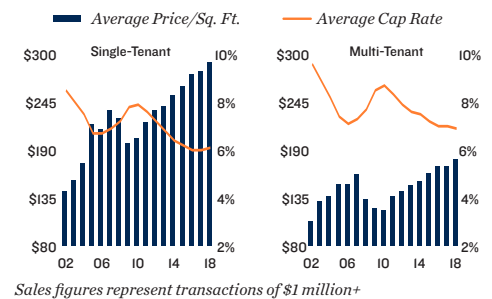 Average Price/Sq. Ft. Average Cap Rate
Single-Tenant Multi-Tenant
$300 10% $300 10%
$245 8% $245 8%
$190 6% $190 6%
$135 4% $135 4%
$80 2% $80 2%
02 06 10 14 18 02 06 10 14 18
Sales figures represent transactions of $1 million+